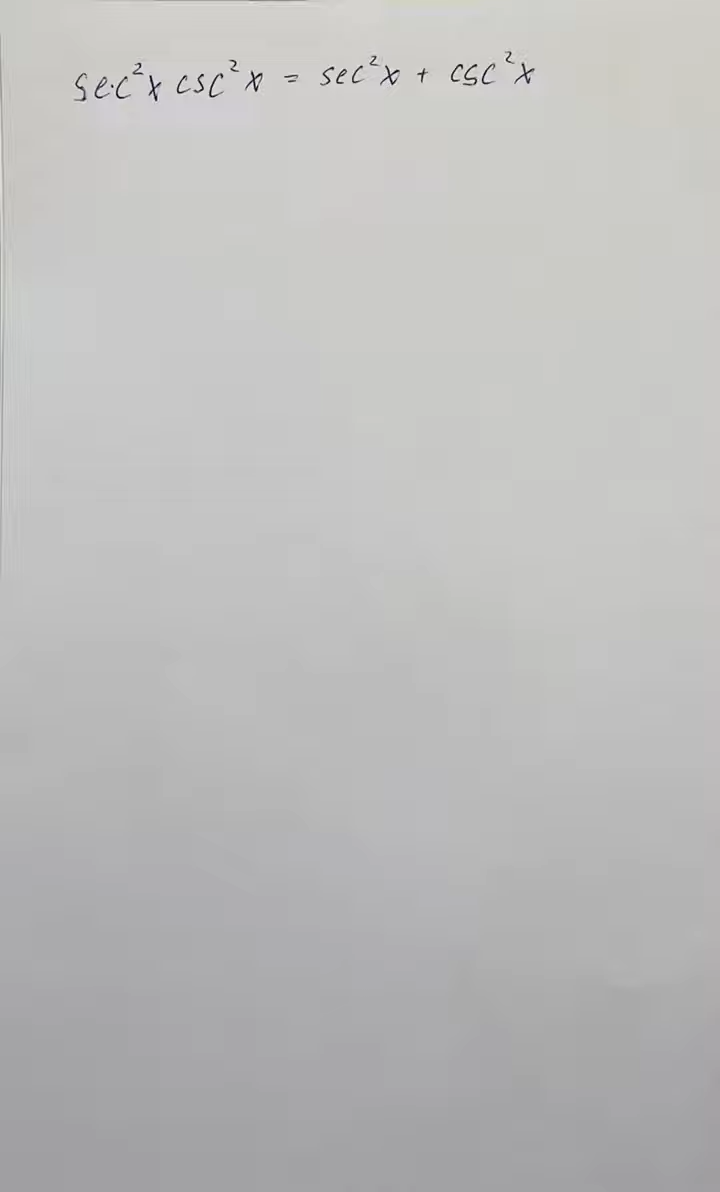 sec²x csc²x = sec²x + csc²x